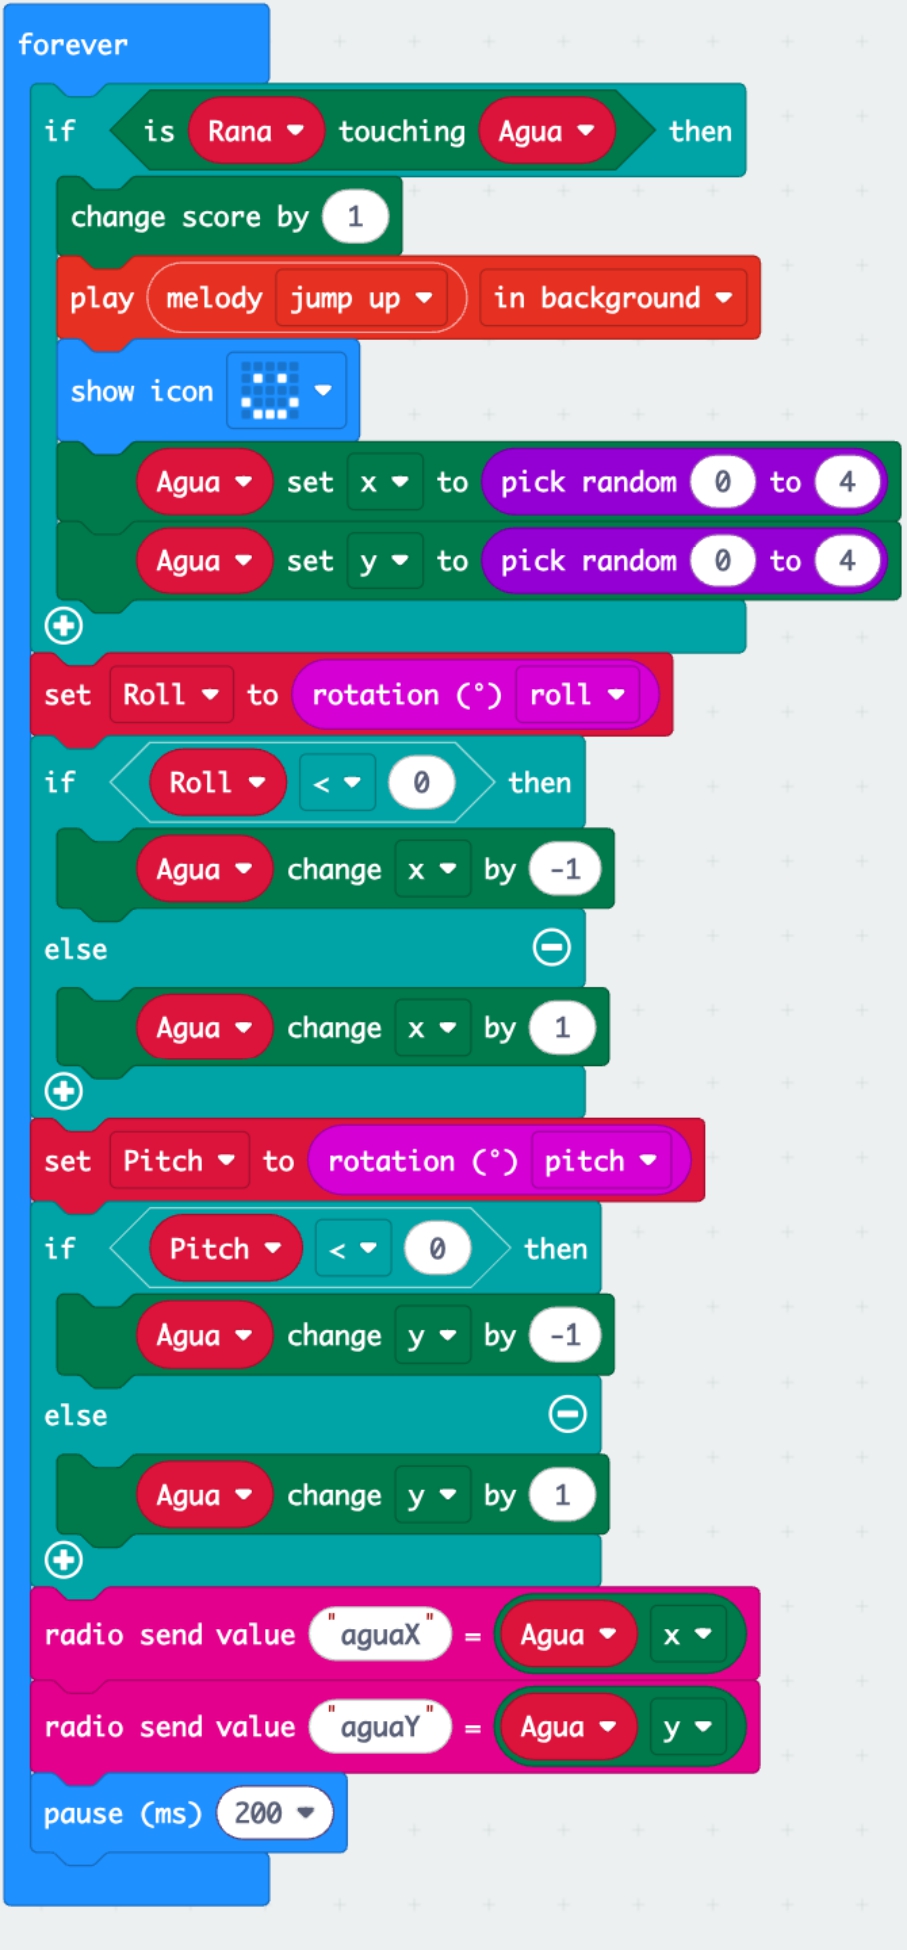 forever
if is Rana touching Agua then
change score by 1
play melody jump up in background
show icon
Agua set x to pick random 0 to 4
Agua set y to pick random 0 to 4
set Roll to rotation (°) roll
if Roll < 0 then
Agua change x by -1
else
Agua change x by 1
set Pitch to rotation (°) pitch
if Pitch < 0 then
Agua change y by -1
else
Agua change y by 1
radio send value "aguaX" = Agua x
radio send value "aguaY" = Agua y
pause (ms) 200